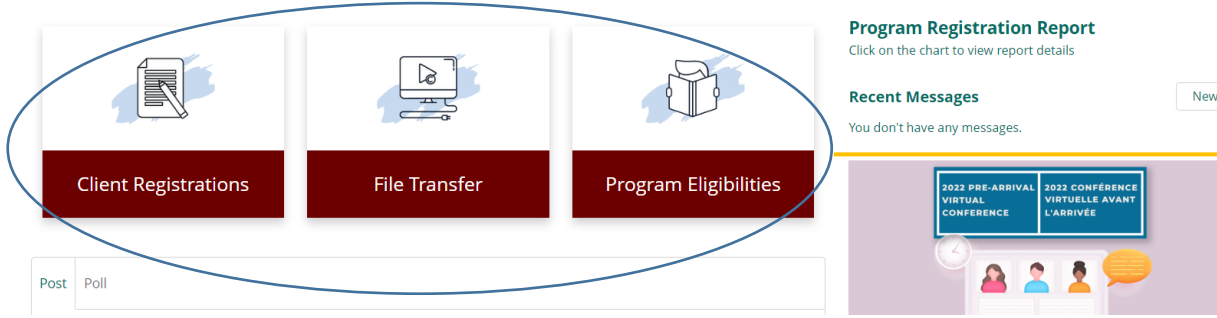 Client Registrations
File Transfer
Program Eligibilities
Post
Poll
Program Registration Report
Click on the chart to view report details
Recent Messages
New
You don't have any messages.
2022 PRE-ARRIVAL
VIRTUAL
CONFERENCE
2022 CONFÉRENCE
VIRTUELLE AVANT
L'ARRIVÉE